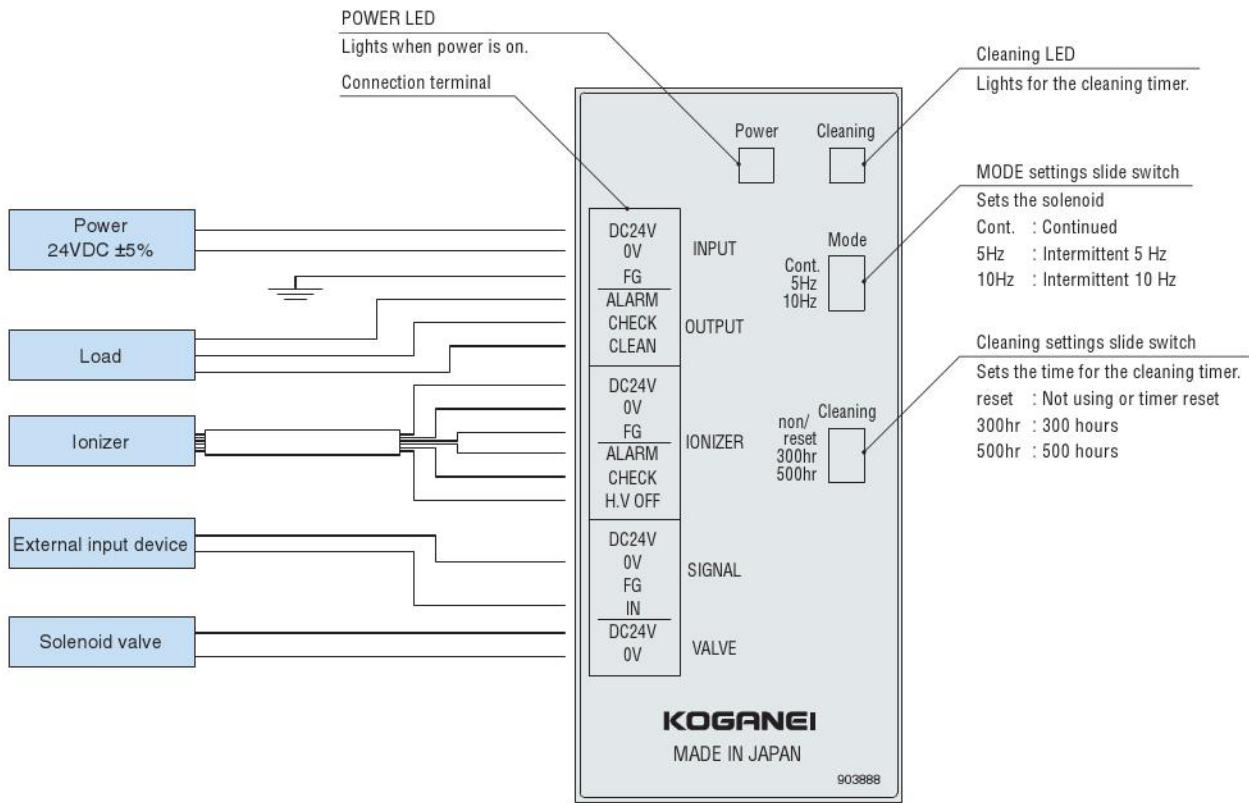 POWER LED
Lights when power is on.
Connection terminal
Cleaning LED
Lights for the cleaning timer.
MODE settings slide switch
Sets the solenoid
Cont. : Continued
5Hz : Intermittent 5 Hz
10Hz : Intermittent 10 Hz
Cleaning settings slide switch
Sets the time for the cleaning timer.
reset : Not using or timer reset
300hr : 300 hours
500hr : 500 hours
Power
24VDC ±5%
Load
Ionizer
External input device
Solenoid valve
Power
Cleaning
DC24V
0V
FG
INPUT
ALARM
CHECK
CLEAN
OUTPUT
DC24V
0V
FG
ALARM
CHECK
H.V OFF
IONIZER
DC24V
0V
FG
IN
SIGNAL
DC24V
0V
VALVE
Mode
Cont.
5Hz
10Hz
Cleaning
non/
reset
300hr
500hr
KOGANEI
MADE IN JAPAN
903888